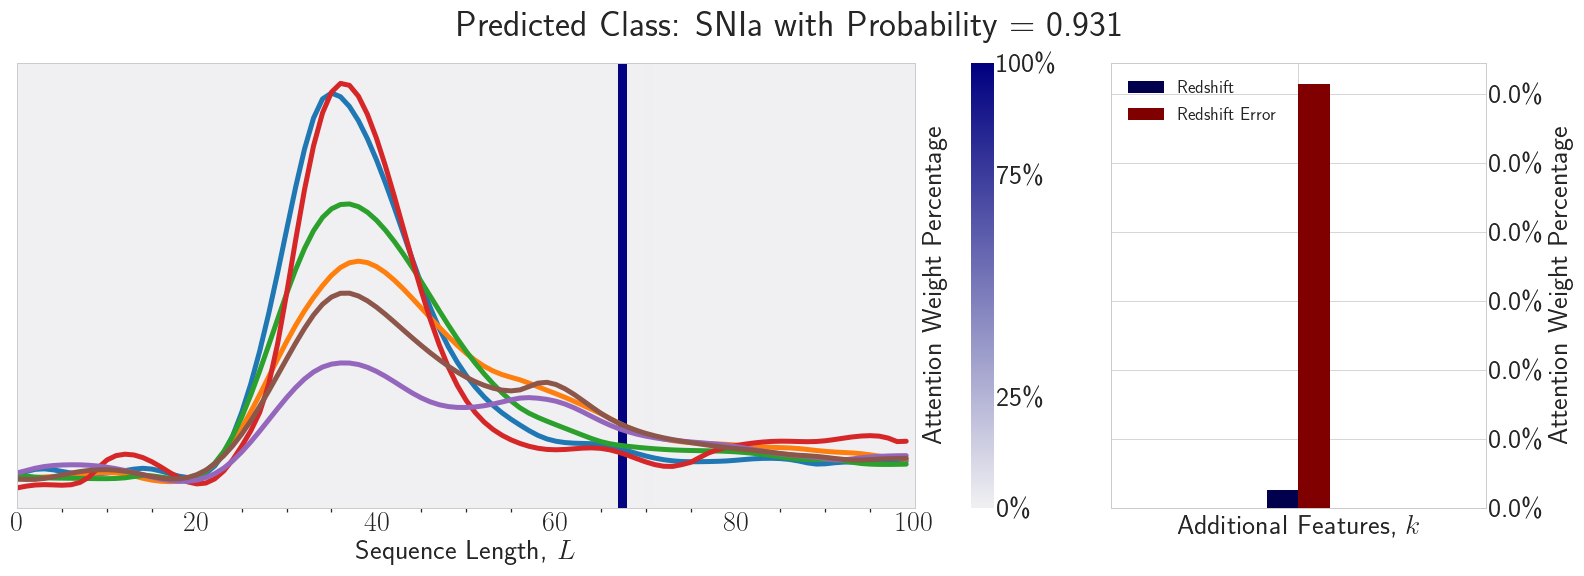 Predicted Class: SNIa with Probability = 0.931
0 20 40 60 80 100
Sequence Length, L
100%
75%
25%
0%
Attention Weight Percentage
Redshift
Redshift Error
0.0%
0.0%
0.0%
0.0%
0.0%
0.0%
0.0%
Attention Weight Percentage
Additional Features, k